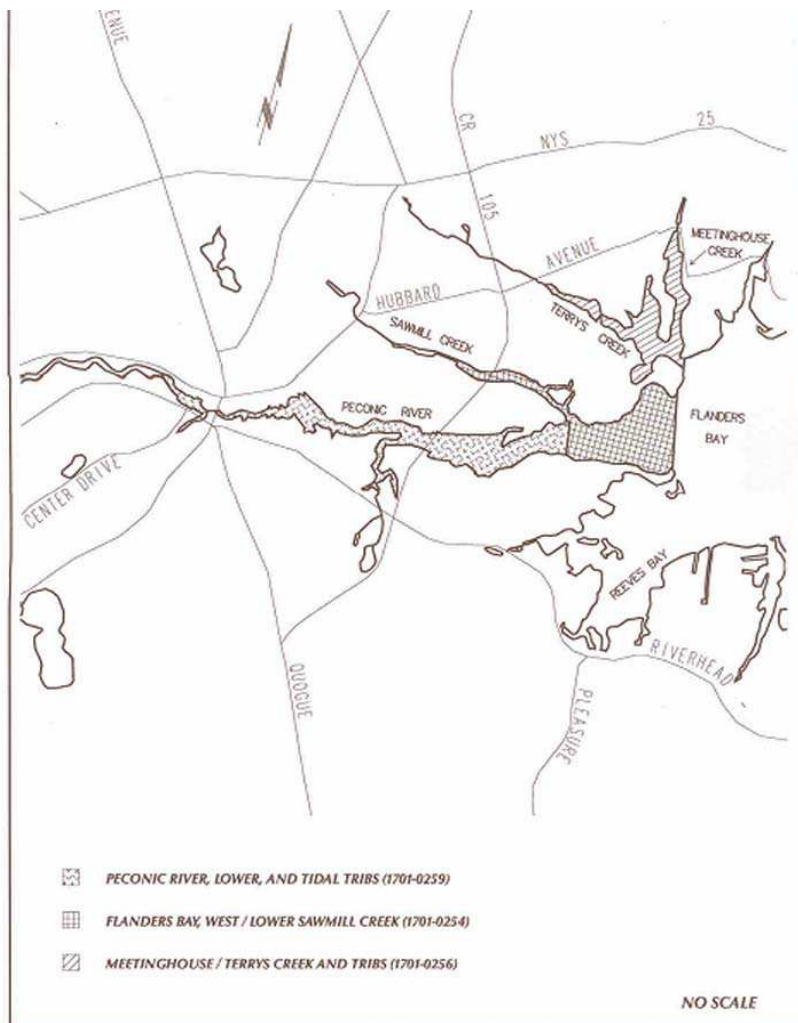 ENUE
CR
105
NYS
25
MEETINGHOUSE
CREEK
AVENUE
HUBBARD
TERRYS CREEK
SAWMILL CREEK
PECONIC RIVER
FLANDERS
BAY
CENTER DRIVE
REEVES BAY
RIVERHEAD
QUOGUE
PLEASURE
PECONIC RIVER, LOWER, AND TIDAL TRIBS (1701-0259)
FLANDERS BAY, WEST / LOWER SAWMILL CREEK (1701-0254)
MEETINGHOUSE / TERRYS CREEK AND TRIBS (1701-0256)
NO SCALE